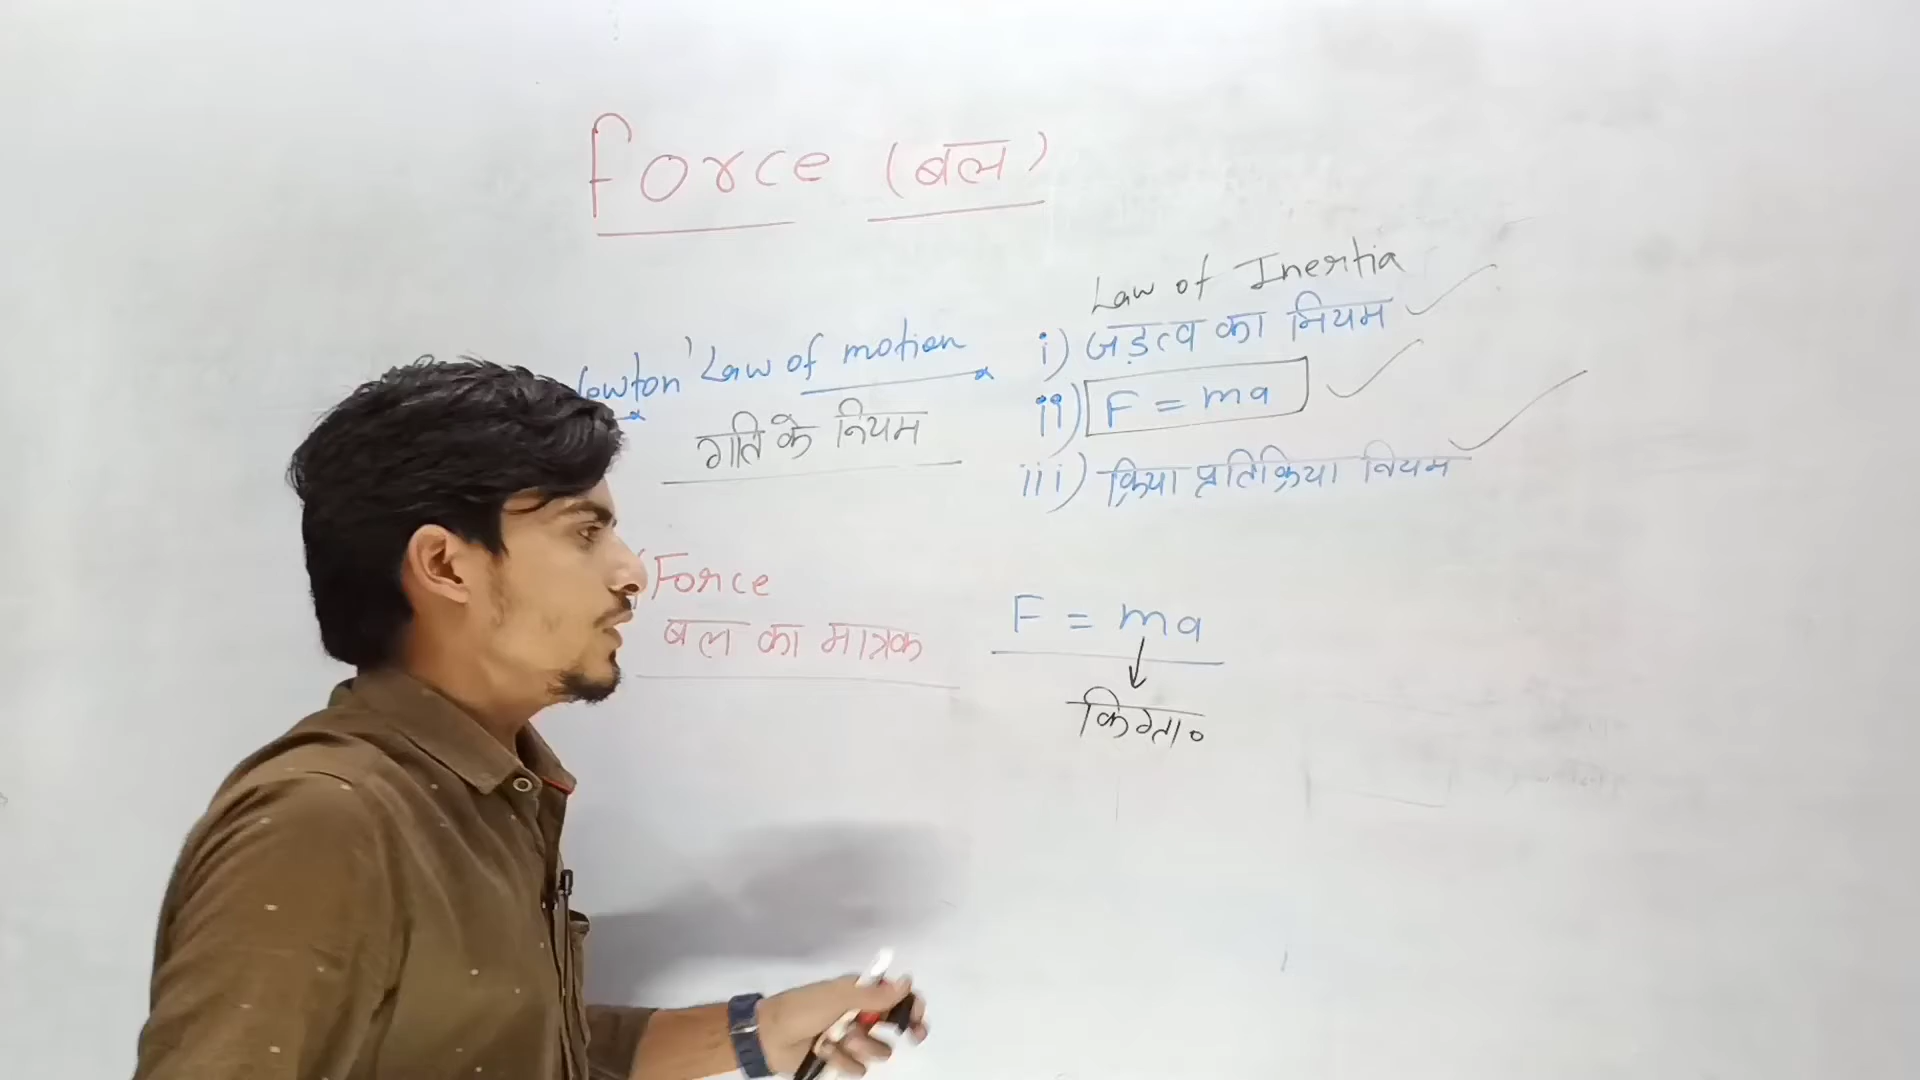 Force (बल)
Law of Inertia
i) जड़त्व का नियम
Newton' Law of motion
ii) F = ma
गति के नियम
iii) क्रिया प्रतिक्रिया नियम
Force
बल का मात्रक
F = ma
किग्रा०